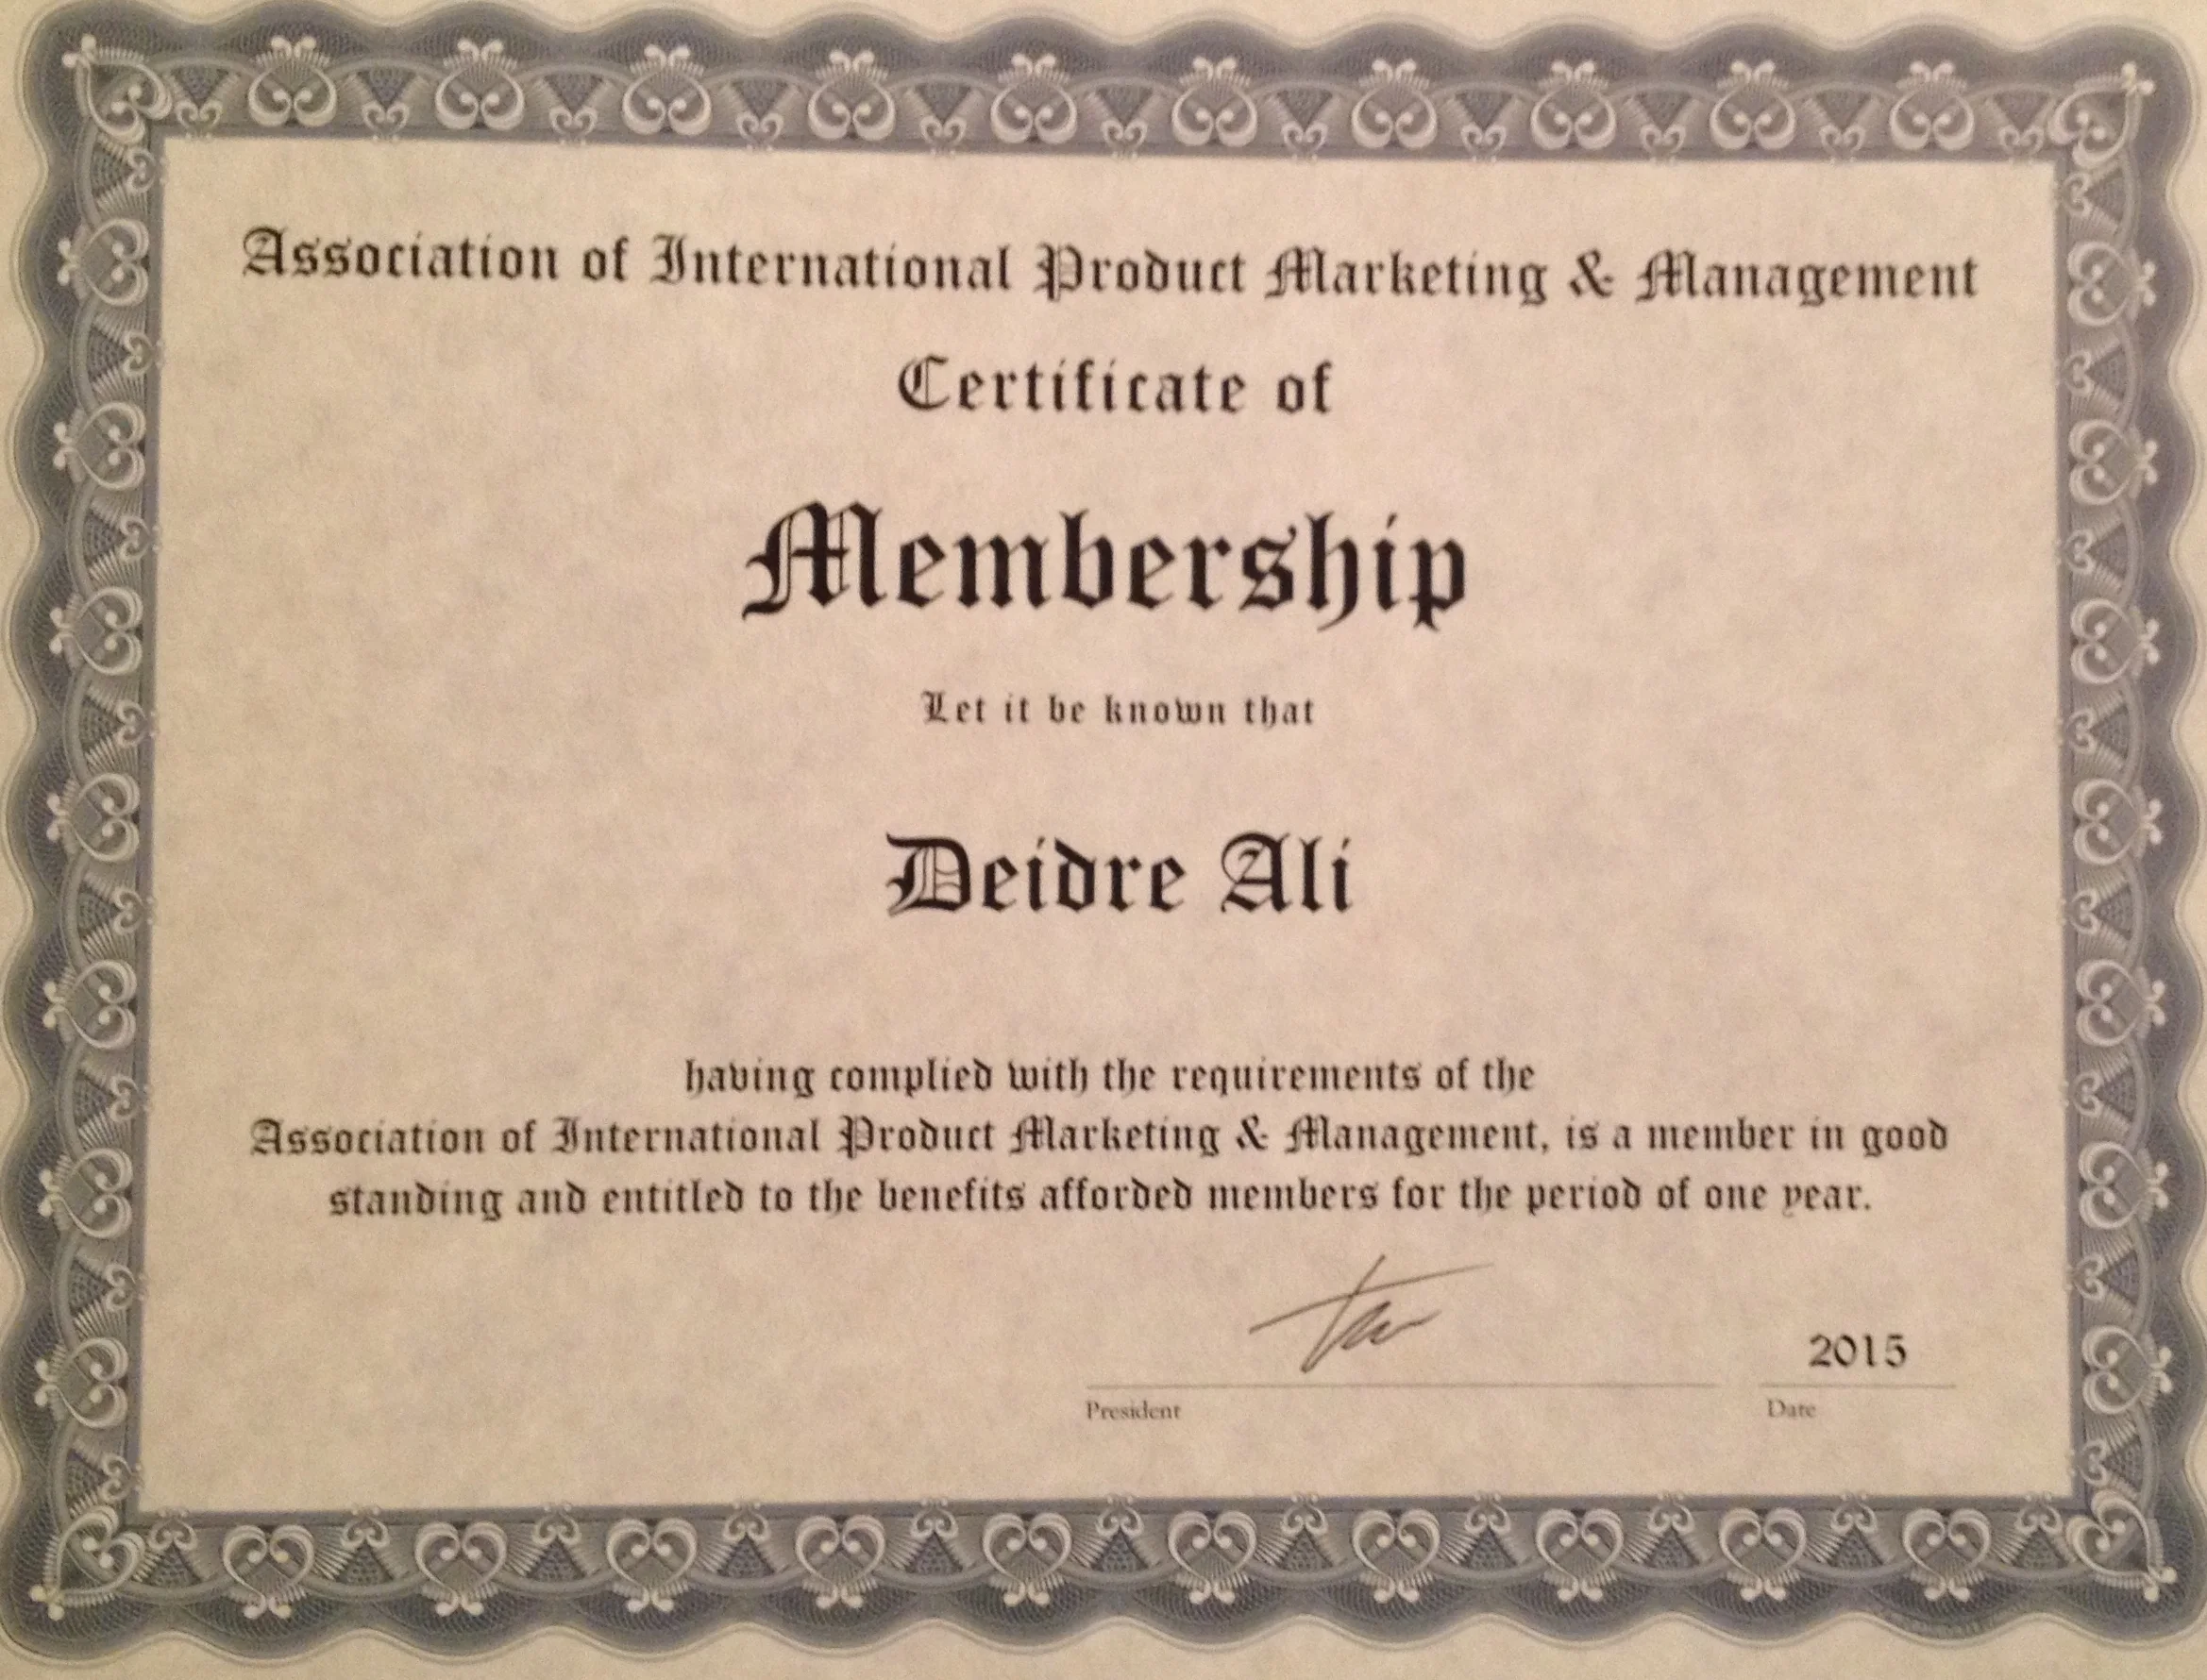 Association of International Product Marketing & Management
Certificate of
Membership
Let it be known that
Deidre Ali
having complied with the requirements of the
Association of International Product Marketing & Management, is a member in good
standing and entitled to the benefits afforded members for the period of one year.
2015
President Date